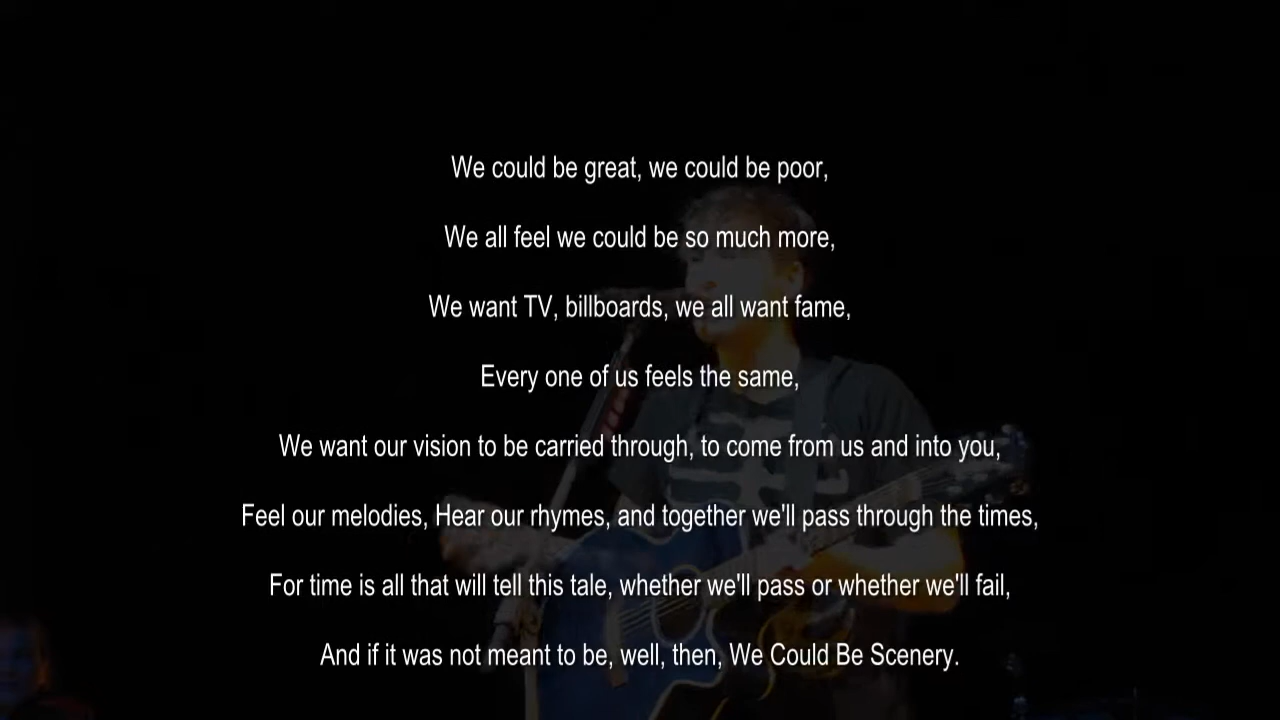 We could be great, we could be poor,
We all feel we could be so much more,
We want TV, billboards, we all want fame,
Every one of us feels the same,
We want our vision to be carried through, to come from us and into you,
Feel our melodies, Hear our rhymes, and together we'll pass through the times,
For time is all that will tell this tale, whether we'll pass or whether we'll fail,
And if it was not meant to be, well, then, We Could Be Scenery.